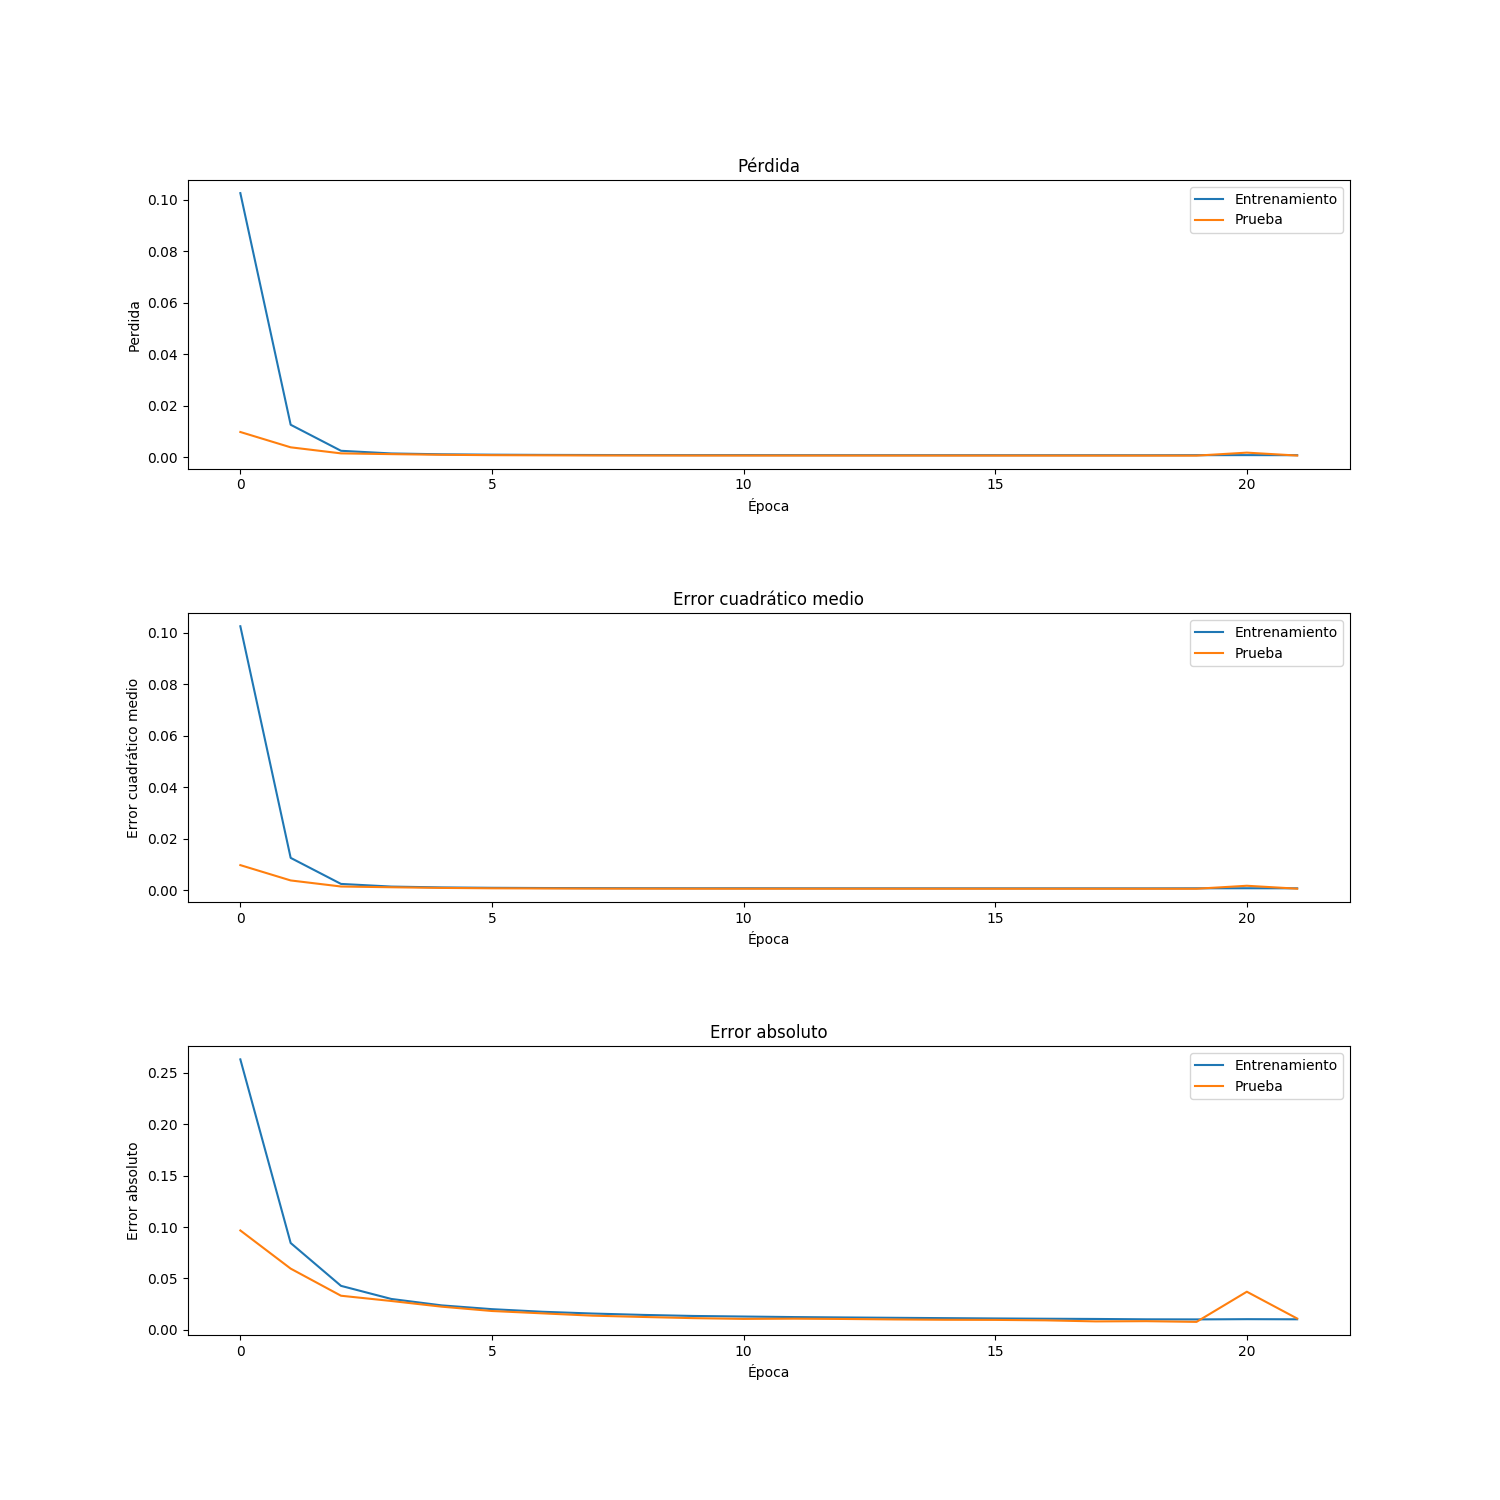 Pérdida
0.10
0.08
0.06
0.04
0.02
0.00
Perdida
Entrenamiento
Prueba
0 5 10 15 20
Época
Error cuadrático medio
0.10
0.08
0.06
0.04
0.02
0.00
Error cuadrático medio
Entrenamiento
Prueba
0 5 10 15 20
Época
Error absoluto
0.25
0.20
0.15
0.10
0.05
0.00
Error absoluto
Entrenamiento
Prueba
0 5 10 15 20
Época